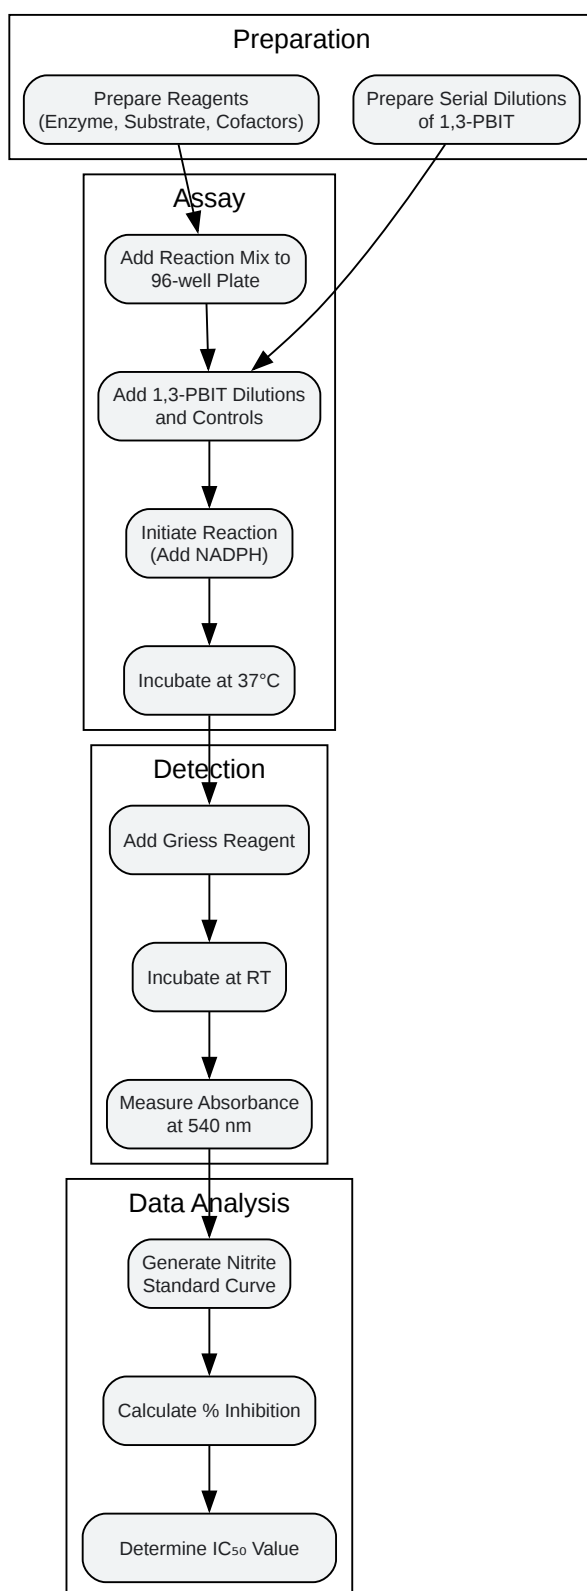 Preparation
Prepare Reagents
(Enzyme, Substrate, Cofactors)
Prepare Serial Dilutions
of 1,3-PBIT
Assay
Add Reaction Mix to
96-well Plate
Add 1,3-PBIT Dilutions
and Controls
Initiate Reaction
(Add NADPH)
Incubate at 37°C
Detection
Add Griess Reagent
Incubate at RT
Measure Absorbance
at 540 nm
Data Analysis
Generate Nitrite
Standard Curve
Calculate % Inhibition
Determine IC₅₀ Value